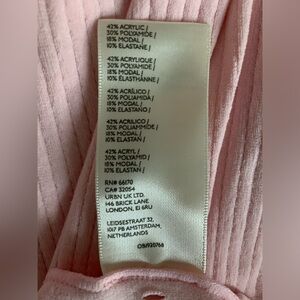 42% ACRYLIC /
30% POLYAMIDE /
18% MODAL /
10% ELASTANE /
42% ACRYLIQUE /
30% POLYAMIDE /
18% MODAL /
10% ÉLASTHANNE /
42% ACRÍLICO /
30% POLIAMIDA /
18% MODAL /
10% ELASTANO /
42% ACRILICO /
30% POLIAMMIDE /
18% MODAL /
10% ELASTAN /
42% ACRYL /
30% POLYAMID /
18% MODAL /
10% ELASTAN /
RN# 66170
CA# 32054
URBN UK LTD.
146 BRICK LANE
LONDON, E1 6RU
LEIDSESTRAAT 32,
1017 PB AMSTERDAM,
NETHERLANDS